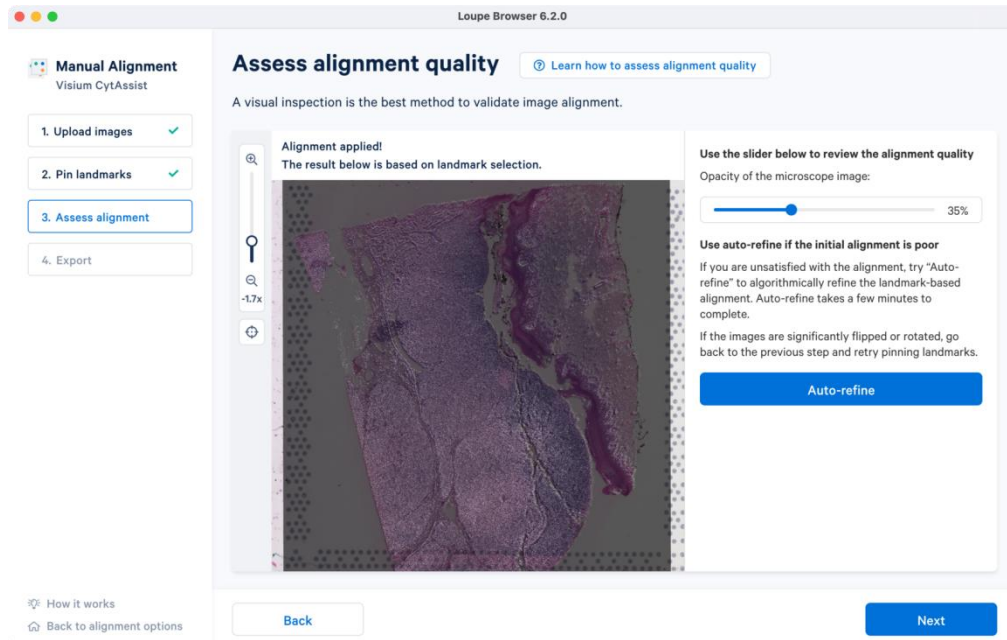 Loupe Browser 6.2.0
Manual Alignment
Visium CytAssist
1. Upload images
2. Pin landmarks
3. Assess alignment
4. Export
How it works
Back to alignment options
Assess alignment quality
Learn how to assess alignment quality
A visual inspection is the best method to validate image alignment.
-1.7x
Alignment applied!
The result below is based on landmark selection.
Use the slider below to review the alignment quality
Opacity of the microscope image:
35%
Use auto-refine if the initial alignment is poor
If you are unsatisfied with the alignment, try “Auto-
refine” to algorithmically refine the landmark-based
alignment. Auto-refine takes a few minutes to
complete.
If the images are significantly flipped or rotated, go
back to the previous step and retry pinning landmarks.
Auto-refine
Back
Next